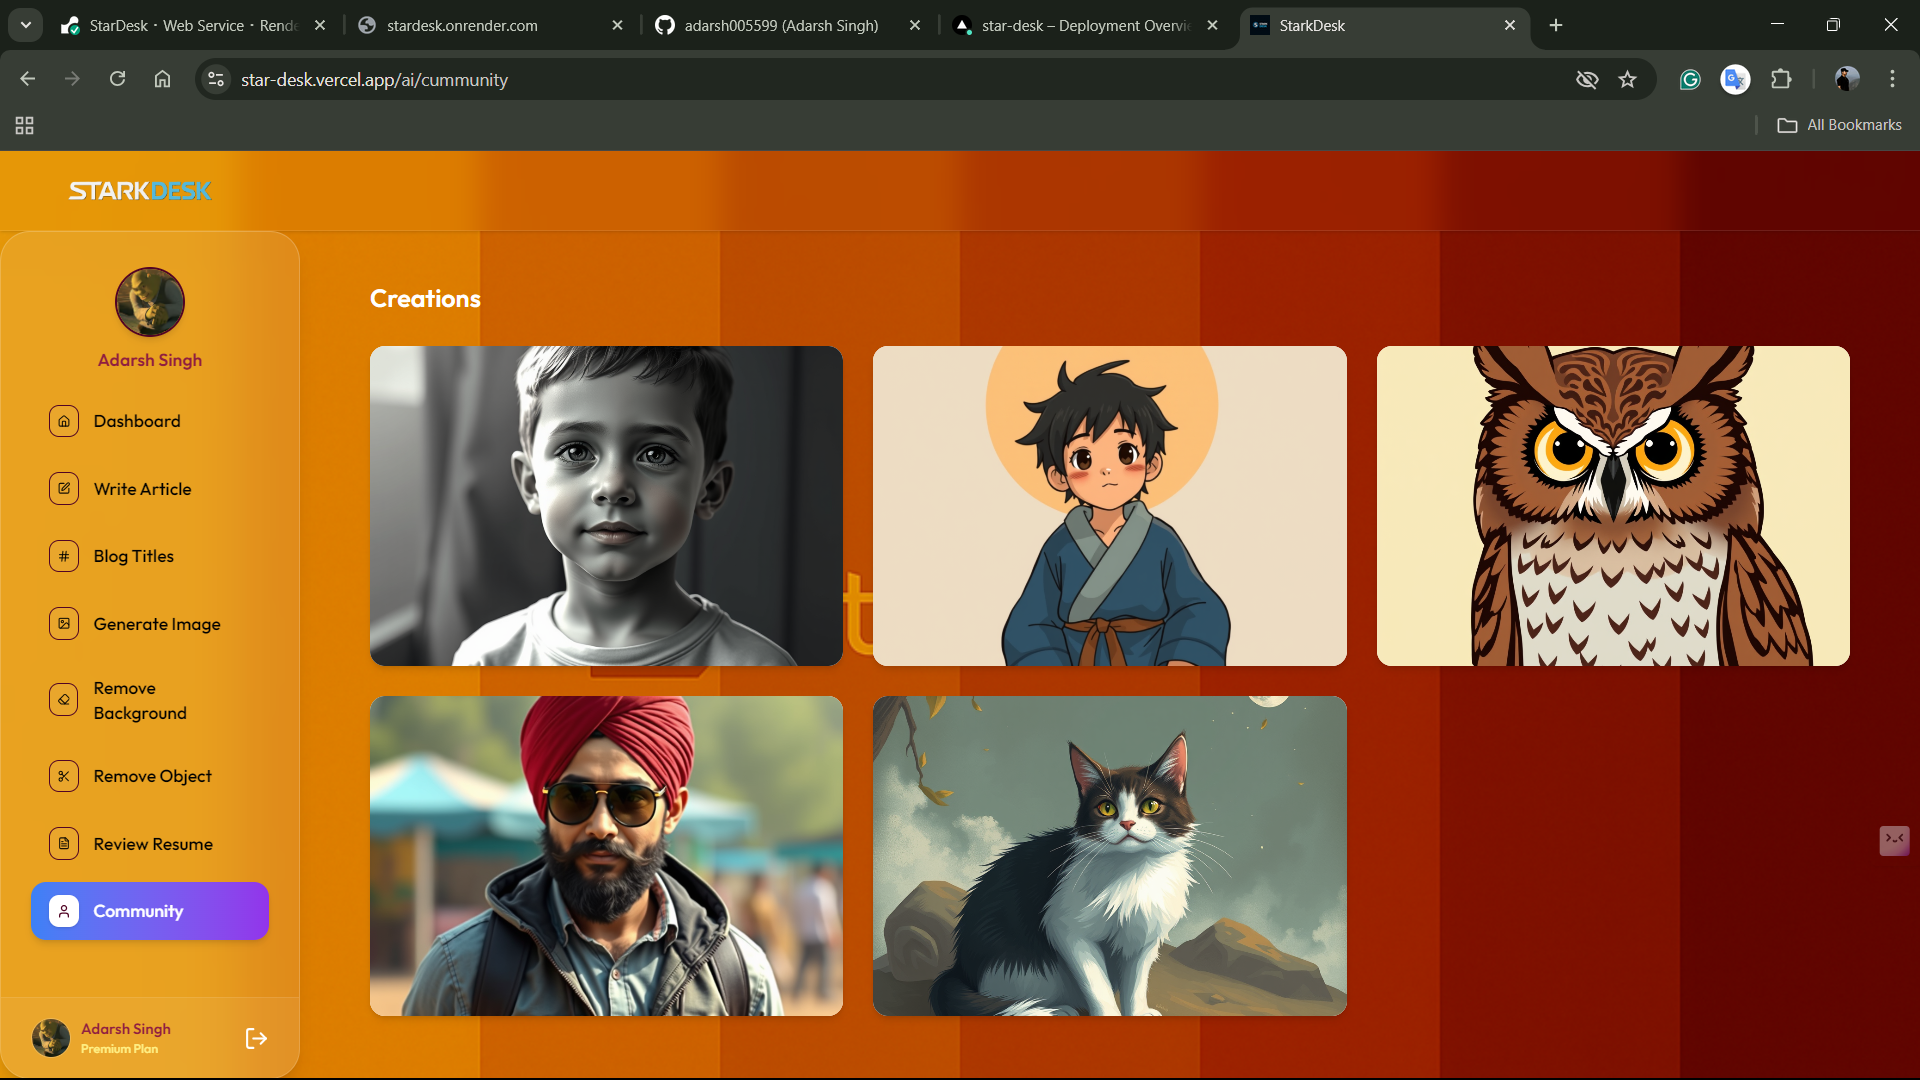 StarDesk · Web Service · Rende
stardesk.onrender.com
adarsh005599 (Adarsh Singh)
star-desk – Deployment Overvie
StarkDesk
star-desk.vercel.app/ai/cummunity
All Bookmarks
STARKDESK
Adarsh Singh
Dashboard
Write Article
Blog Titles
Generate Image
Remove
Background
Remove Object
Review Resume
Community
Adarsh Singh
Premium Plan
Creations
t